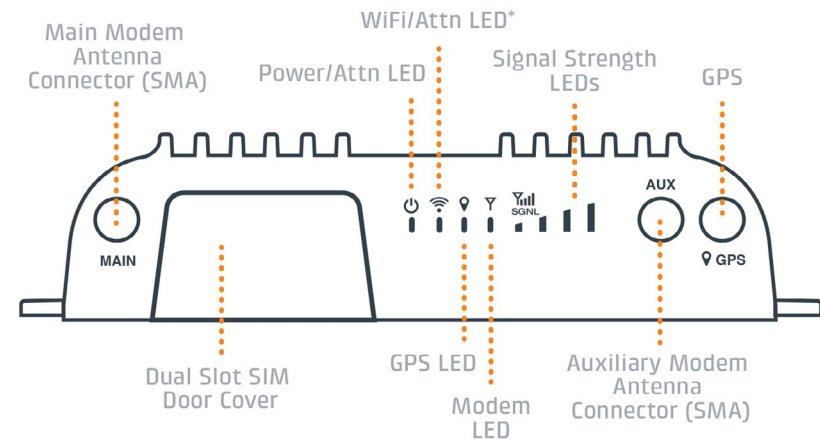 WiFi/Attn LED*
Main Modem
Antenna
Connector (SMA)
Power/Attn LED
Signal Strength
LEDs
GPS
AUX
SGNL
MAIN
GPS
Dual Slot SIM
Door Cover
GPS LED
Modem
LED
Auxiliary Modem
Antenna
Connector (SMA)